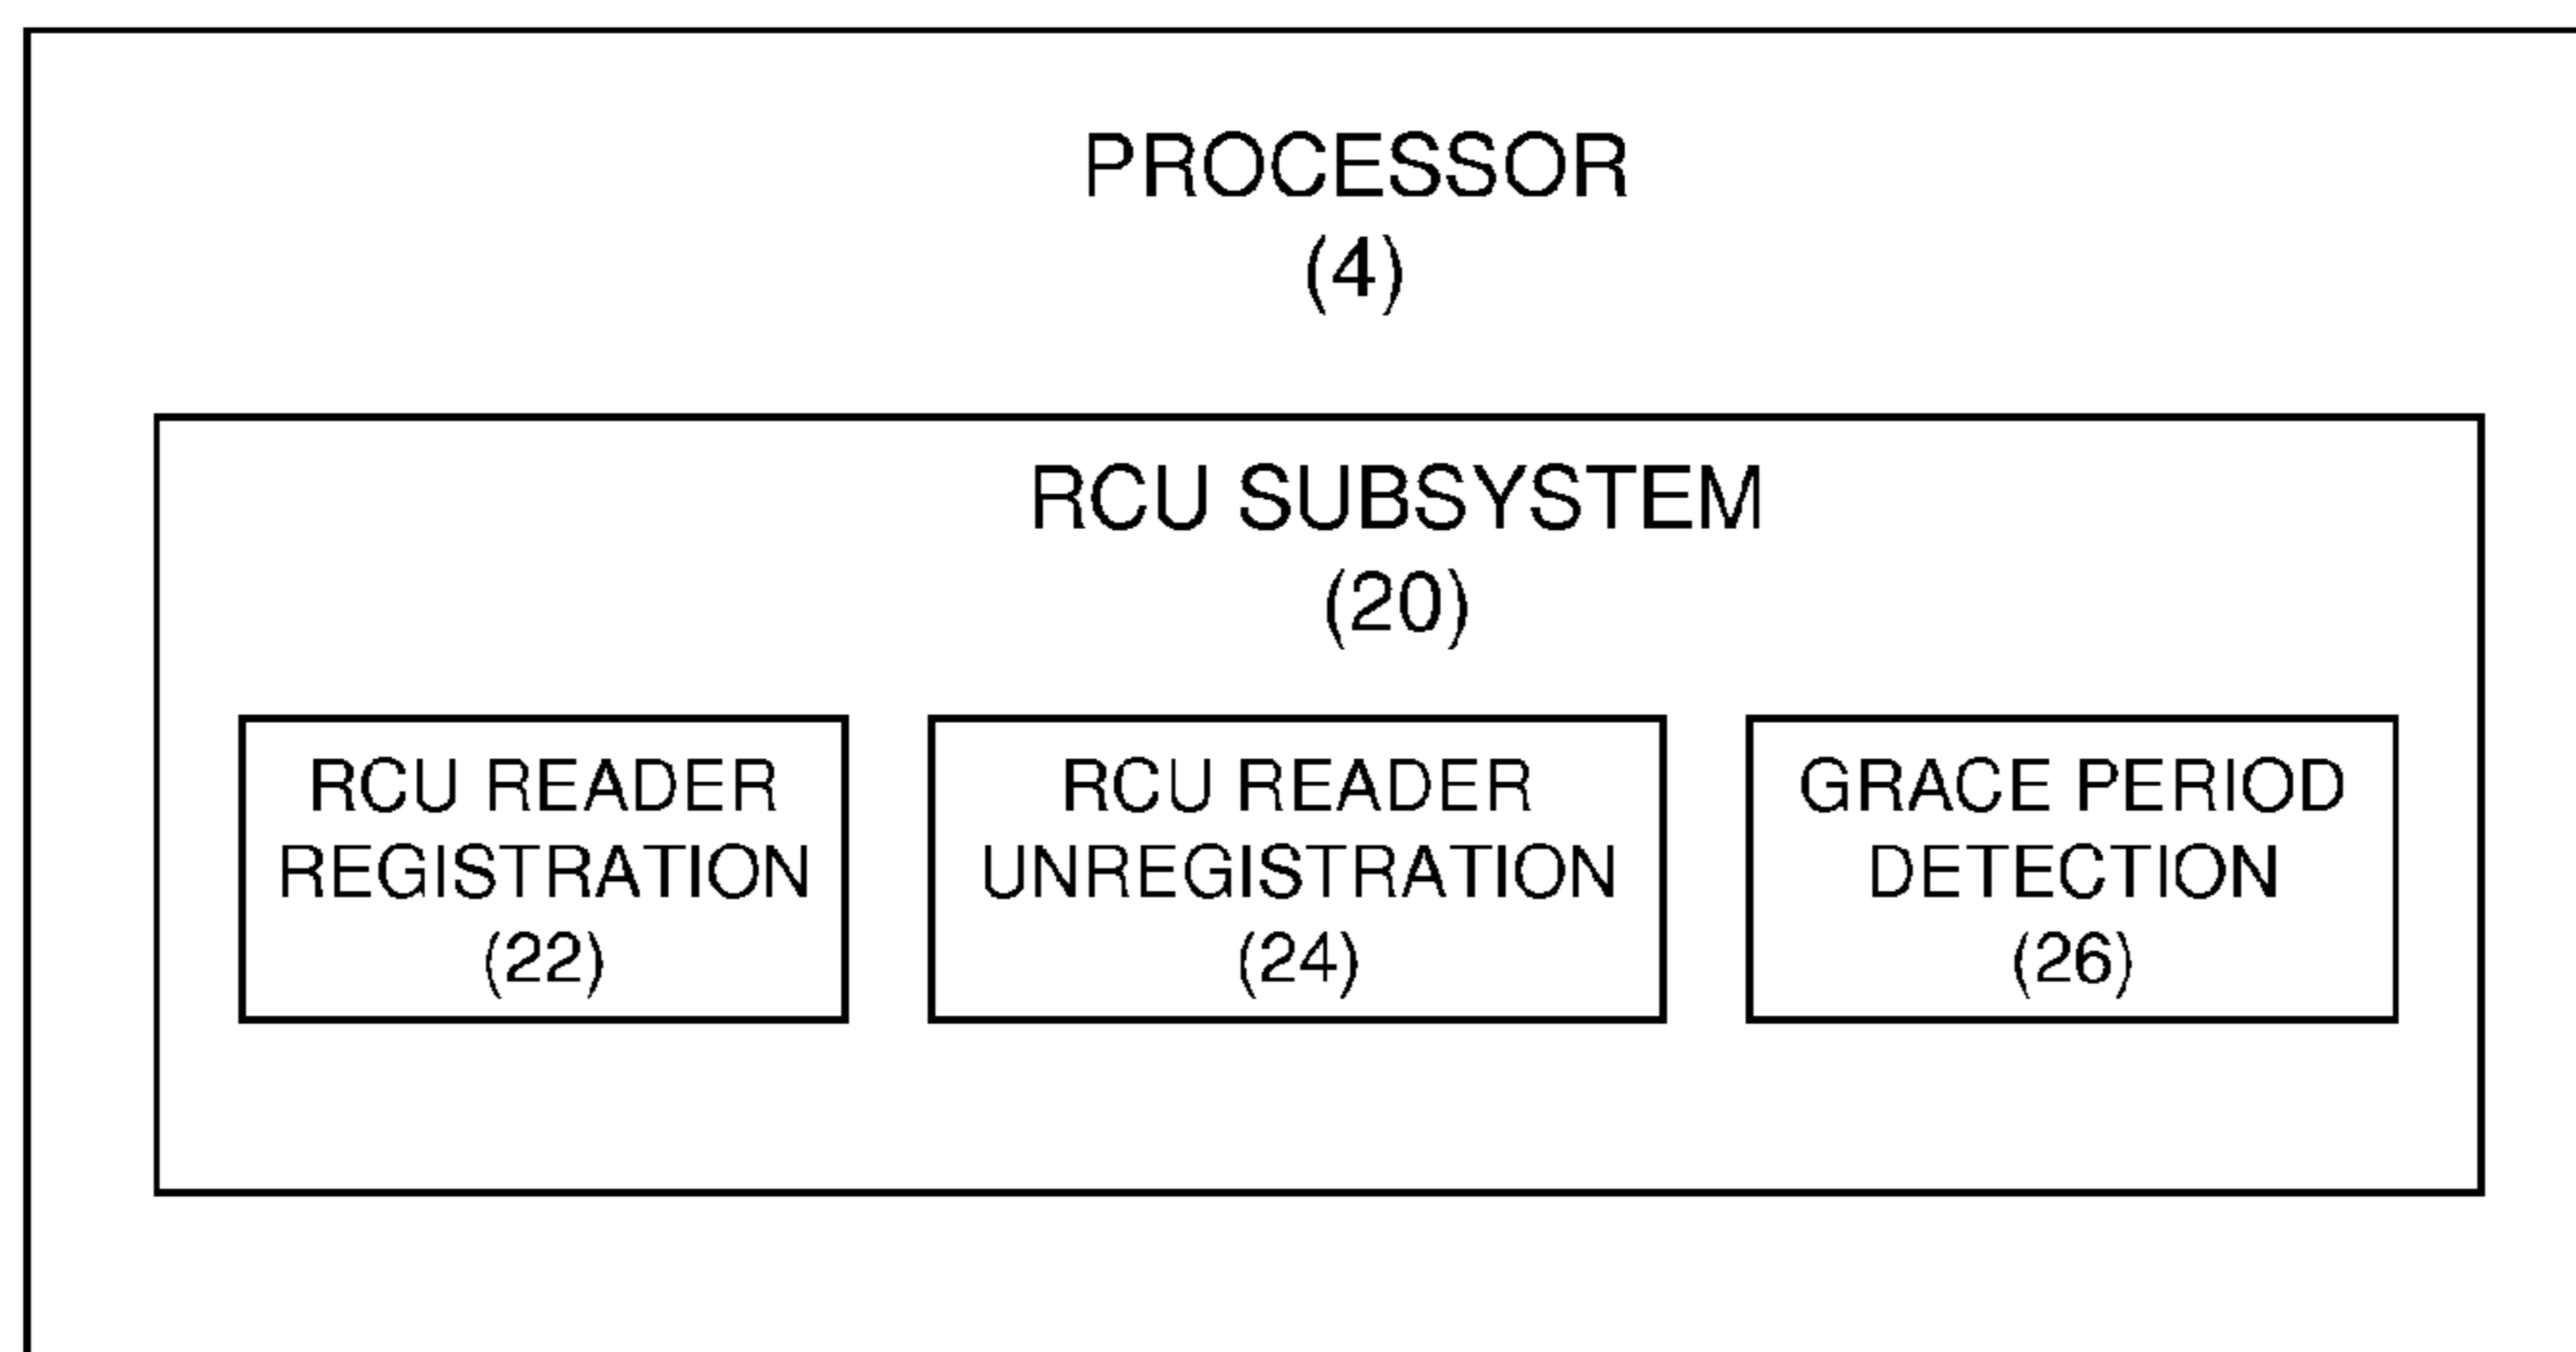 PROCESSOR
(4)
RCU SUBSYSTEM
(20)
RCU READER
REGISTRATION
(22)
RCU READER
UNREGISTRATION
(24)
GRACE PERIOD
DETECTION
(26)